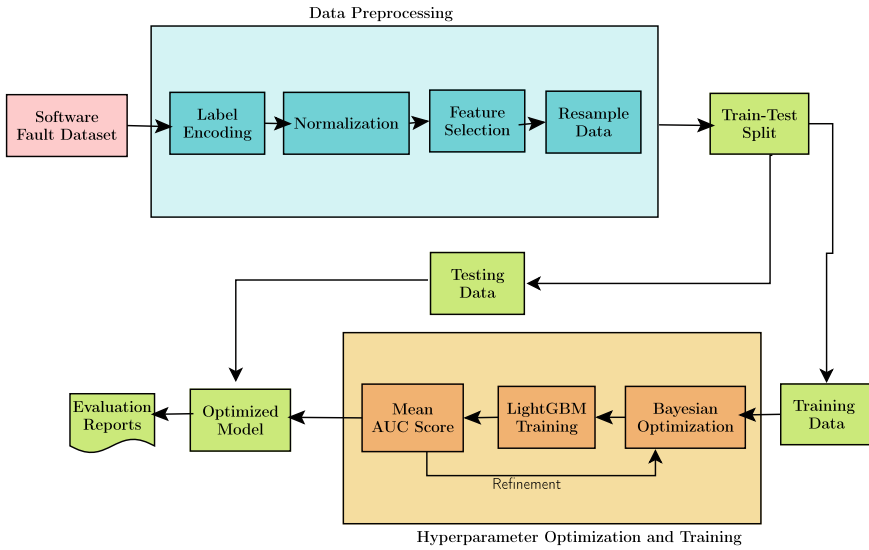 Data Preprocessing
Software
Fault Dataset
Label
Encoding
Normalization
Feature
Selection
Resample
Data
Train-Test
Split
Testing
Data
Evaluation
Reports
Optimized
Model
Mean
AUC Score
LightGBM
Training
Bayesian
Optimization
Training
Data
Refinement
Hyperparameter Optimization and Training